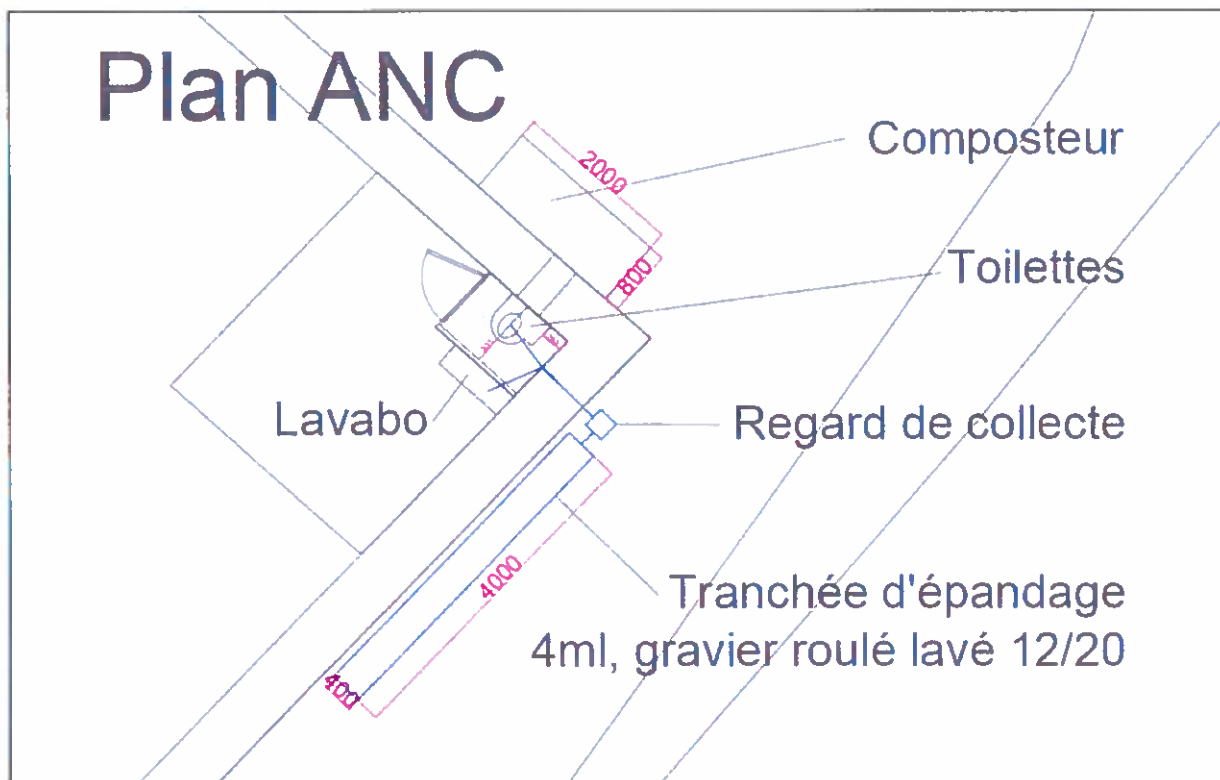 Plan ANC
Composteur
2000
800
Toilettes
Lavabo
Regard de collecte
4000
400
Tranchée d'épandage
4ml, gravier roulé lavé 12/20